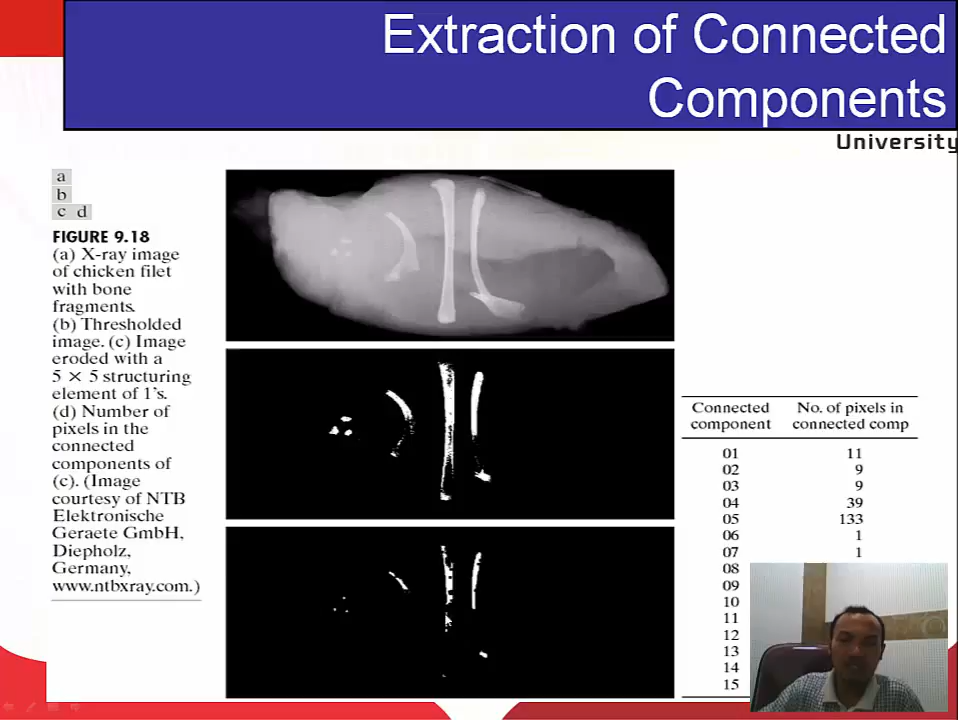 Extraction of Connected
Components
University
a
b
c d
FIGURE 9.18
(a) X-ray image
of chicken filet
with bone
fragments.
(b) Thresholded
image. (c) Image
eroded with a
5 × 5 structuring
element of 1's.
(d) Number of
pixels in the
connected
components of
(c). (Image
courtesy of NTB
Elektronische
Geraete GmbH,
Diepholz,
Germany,
www.ntbxray.com.)
Connected component No. of pixels in connected comp
01 11
02 9
03 9
04 39
05 133
06 1
07 1
08
09
10
11
12
13
14
15